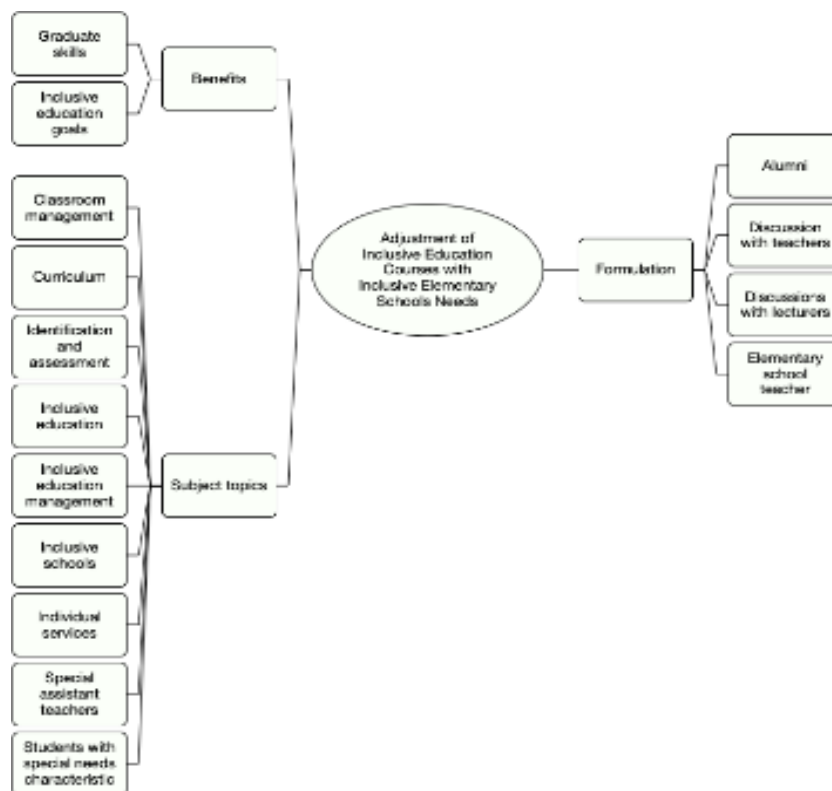 Graduate
skills
Inclusive
education
goals
Benefits
Classroom
management
Curriculum
Identification
and
assessment
Inclusive
education
Inclusive
education
management
Inclusive
schools
Individual
services
Special
assistant
teachers
Students with
special needs
characteristic
Subject topics
Adjustment of
Inclusive Education
Courses with
Inclusive Elementary
Schools Needs
Formulation
Alumni
Discussion
with teachers
Discussions
with lecturers
Elementary
school
teacher